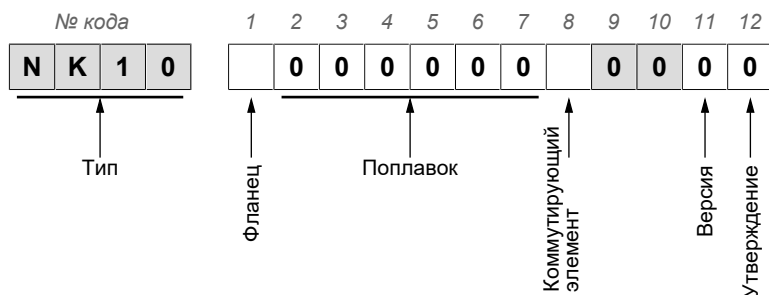 № кода 1 2 3 4 5 6 7 8 9 10 11 12
N K 1 0 0 0 0 0 0 0 0 0 0 0
Тип
Фланец
Поплавок
Коммутирующий
элемент
Версия
Утверждение